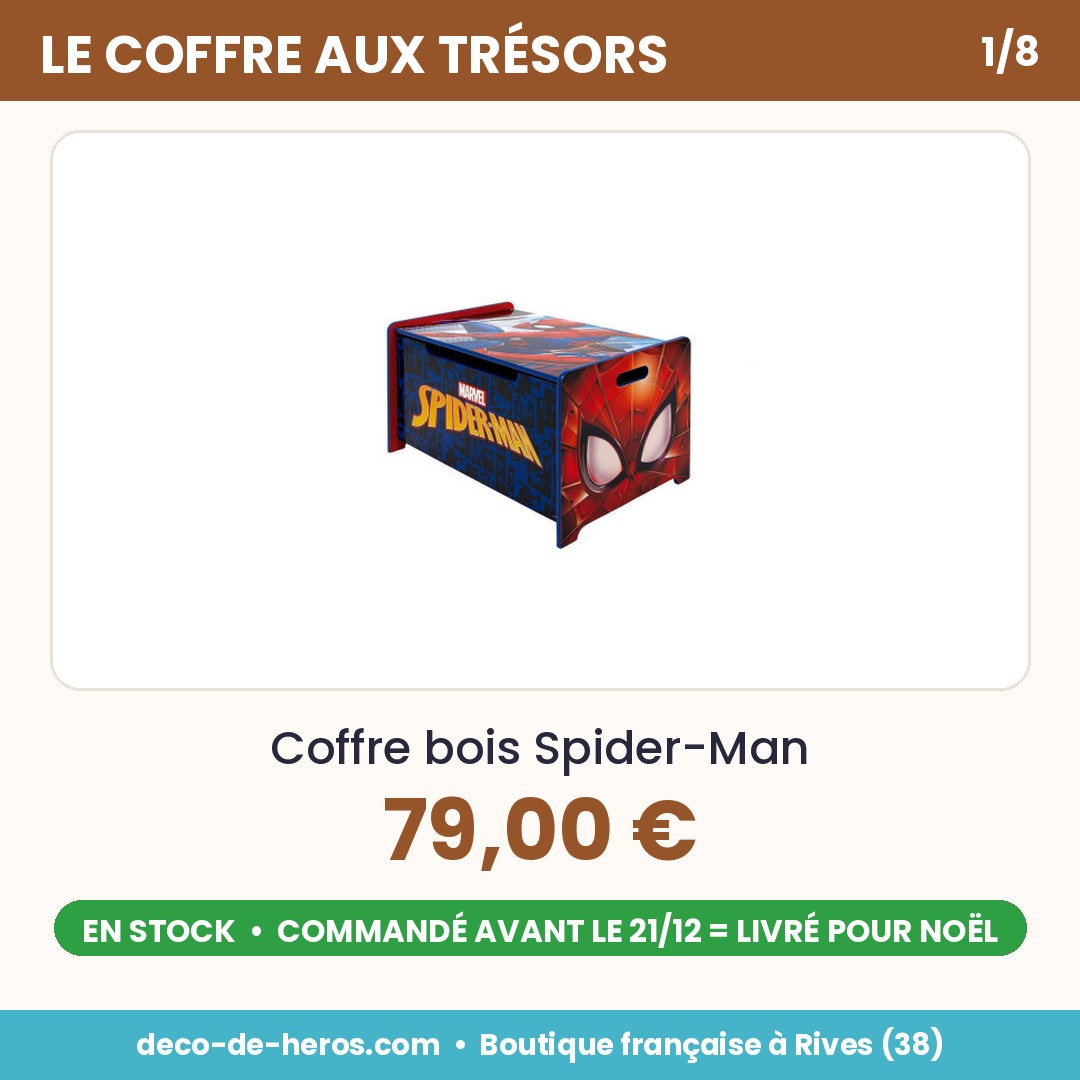 LE COFFRE AUX TRÉSORS
1/8
MARVEL
SPIDER-MAN
Coffre bois Spider-Man
79,00 €
EN STOCK • COMMANDÉ AVANT LE 21/12 = LIVRÉ POUR NOËL
deco-de-heros.com • Boutique française à Rives (38)